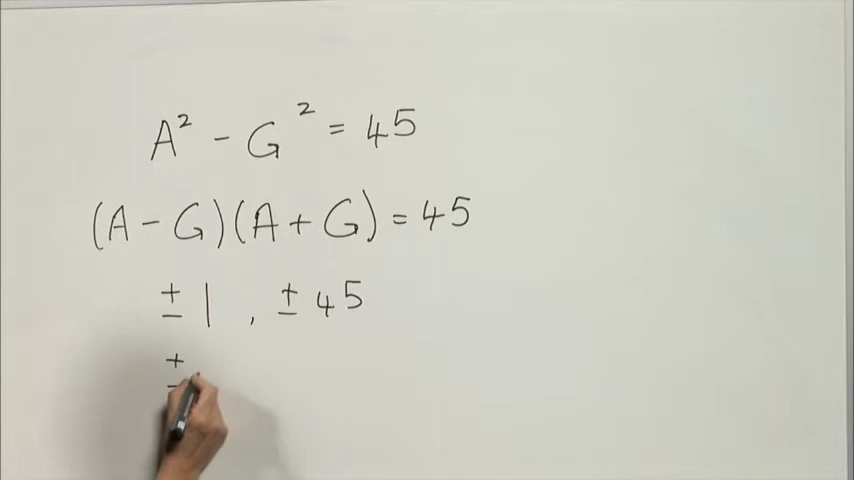 A² - G² = 45
(A - G)(A + G) = 45
± 1 , ± 45
±